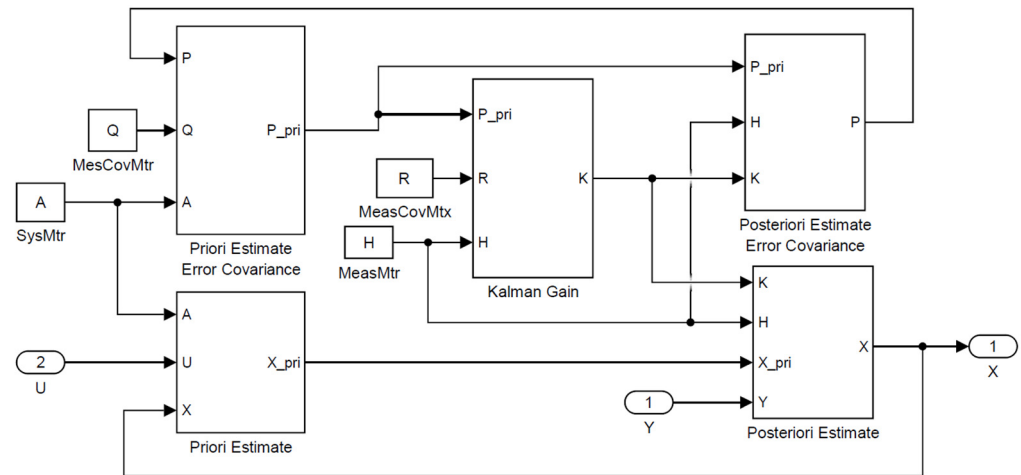 P
Q
A
P_pri
Priori Estimate
Error Covariance
Q
MesCovMtr
A
SysMtr
P_pri
R
H
K
Kalman Gain
R
MeasCovMtx
H
MeasMtr
P_pri
H
K
P
Posteriori Estimate
Error Covariance
A
U
X
X_pri
Priori Estimate
2
U
K
H
X_pri
Y
X
Posteriori Estimate
1
Y
1
X